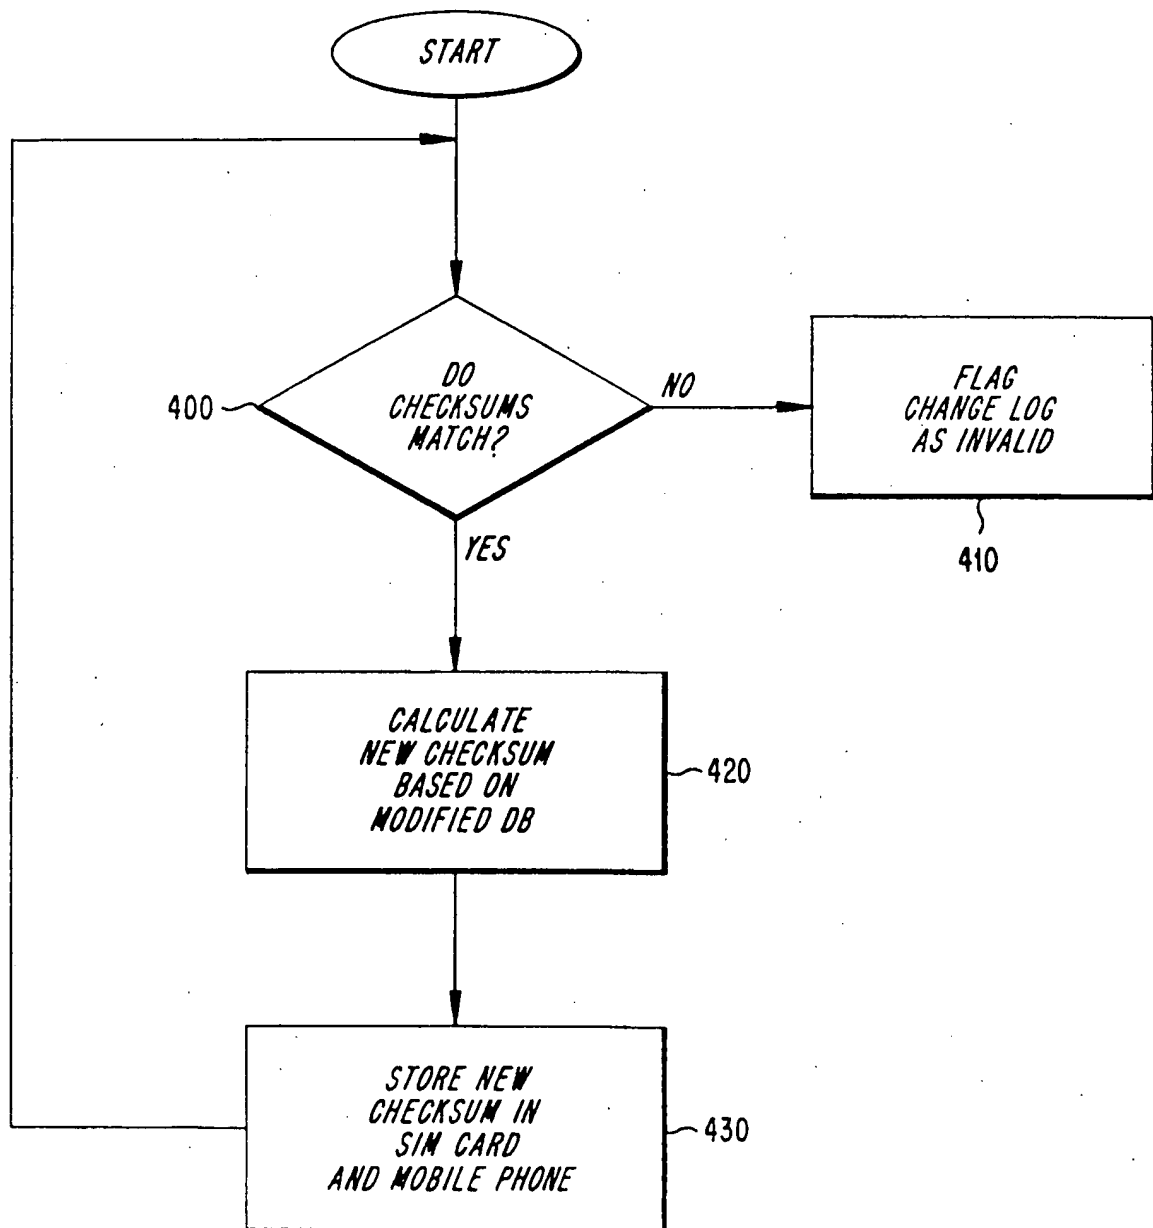 START
DO
CHECKSUMS
MATCH?
400
NO
FLAG
CHANGE LOG
AS INVALID
410
YES
CALCULATE
NEW CHECKSUM
BASED ON
MODIFIED DB
420
STORE NEW
CHECKSUM IN
SIM CARD
AND MOBILE PHONE
430